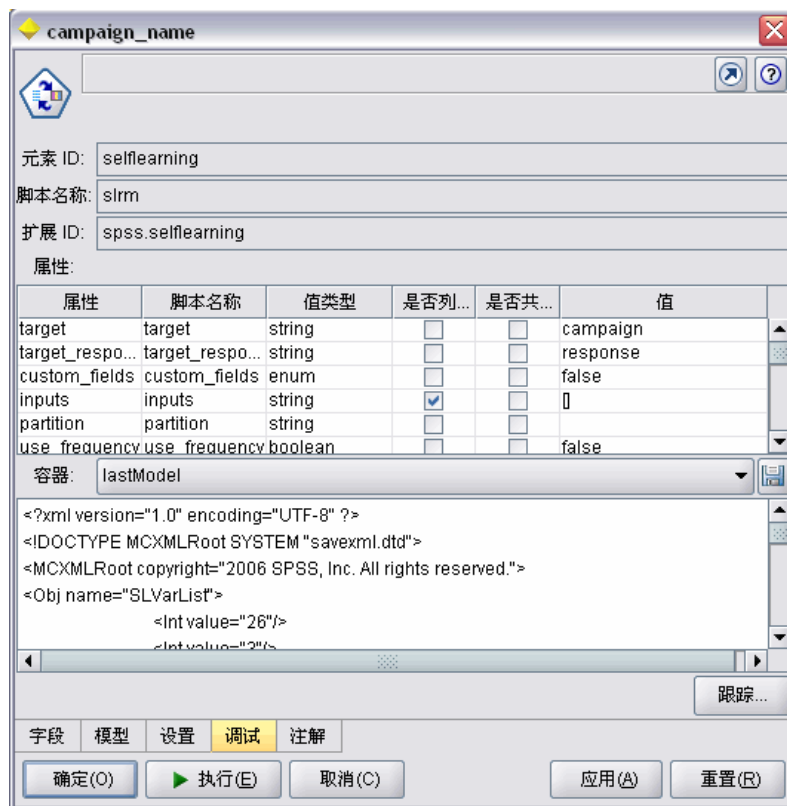 campaign_name
元素 ID: selflearning
脚本名称: slrm
扩展 ID: spss.selflearning
属性:
属性 脚本名称 值类型 是否列... 是否共... 值
target target string campaign
target_respo... target_respo... string response
custom_fields custom_fields enum false
inputs inputs string []
partition partition string
use_frequency use_frequency boolean false
容器: lastModel
<?xml version="1.0" encoding="UTF-8" ?>
<!DOCTYPE MCXMLRoot SYSTEM "savexml.dtd">
<MCXMLRoot copyright="2006 SPSS, Inc. All rights reserved.">
<Obj name="SLVarList">
<Int value="26"/>
<Int value="3"/>
跟踪...
字段 模型 设置 调试 注解
确定(O) 执行(E) 取消(C) 应用(A) 重置(R)